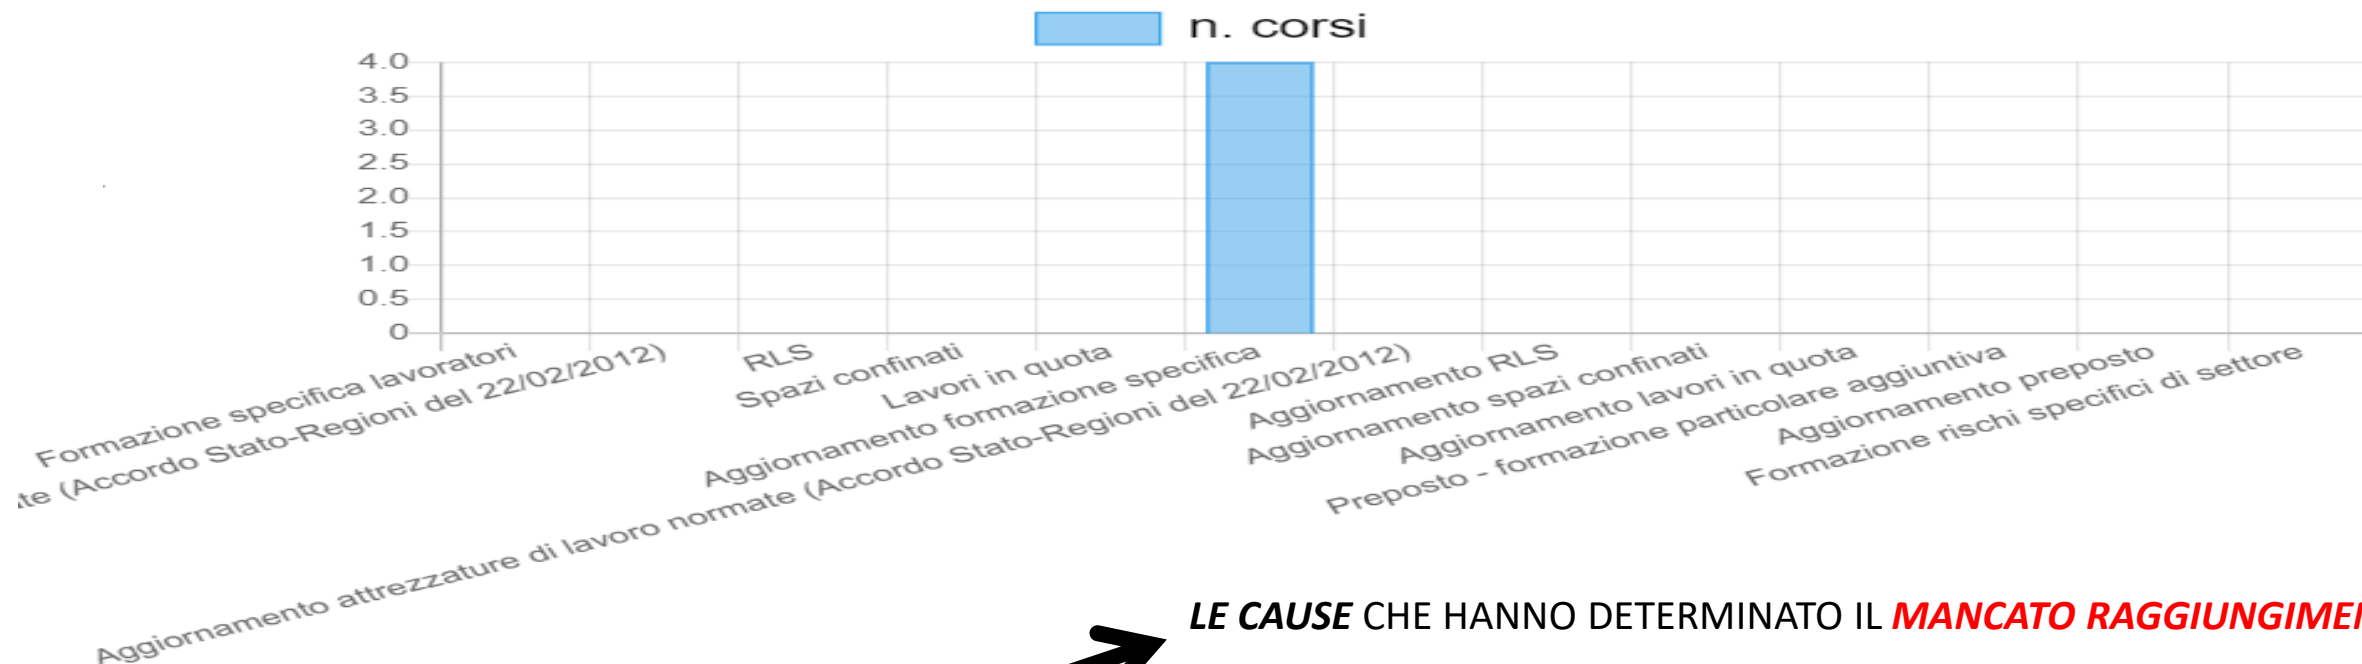 n. corsi
4.0
3.5
3.0
2.5
2.0
1.5
1.0
0.5
0
Formazione specifica lavoratori
(Accordo Stato-Regioni del 22/02/2012)
RLS
Spazi confinati
Lavori in quota
Aggiornamento formazione specifica
Aggiornamento attrezzature di lavoro normate (Accordo Stato-Regioni del 22/02/2012)
Aggiornamento RLS
Aggiornamento spazi confinati
Aggiornamento lavori in quota
Preposto - formazione particolare aggiuntiva
Aggiornamento preposto
Formazione rischi specifici di settore
LE CAUSE CHE HANNO DETERMINATO IL MANCATO